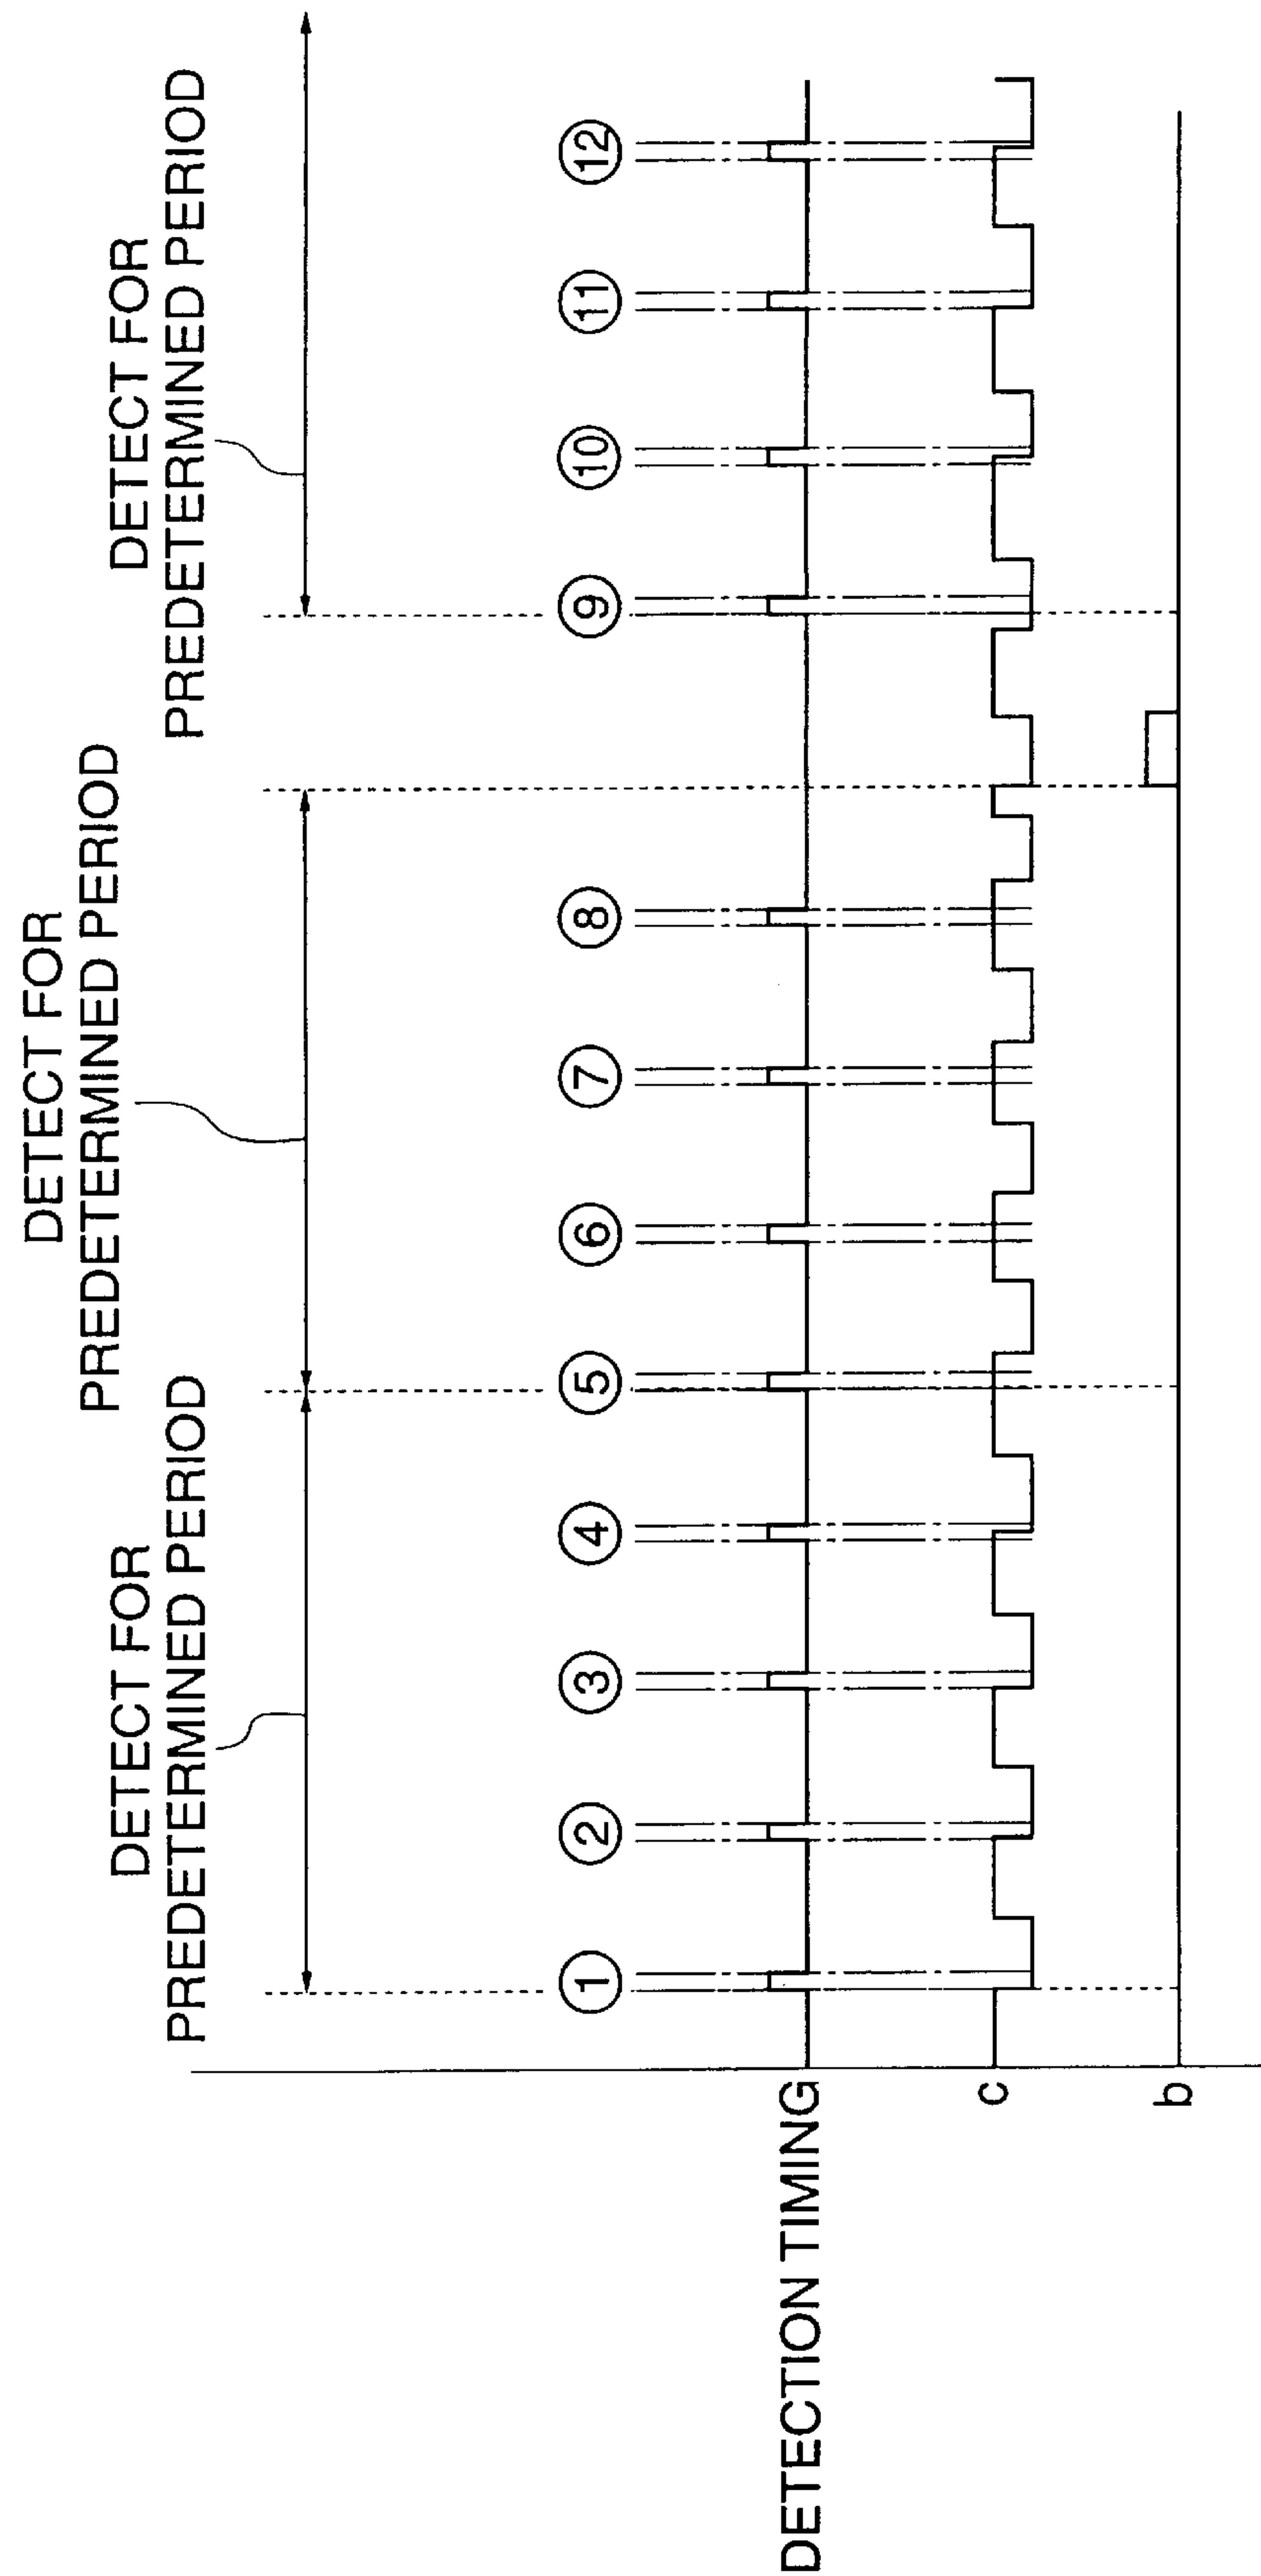 DETECT FOR
PREDETERMINED PERIOD
DETECT FOR
PREDETERMINED PERIOD
DETECT FOR
PREDETERMINED PERIOD
① ② ③ ④ ⑤ ⑥ ⑦ ⑧ ⑨ ⑩ ⑪ ⑫
DETECTION TIMING
c
b